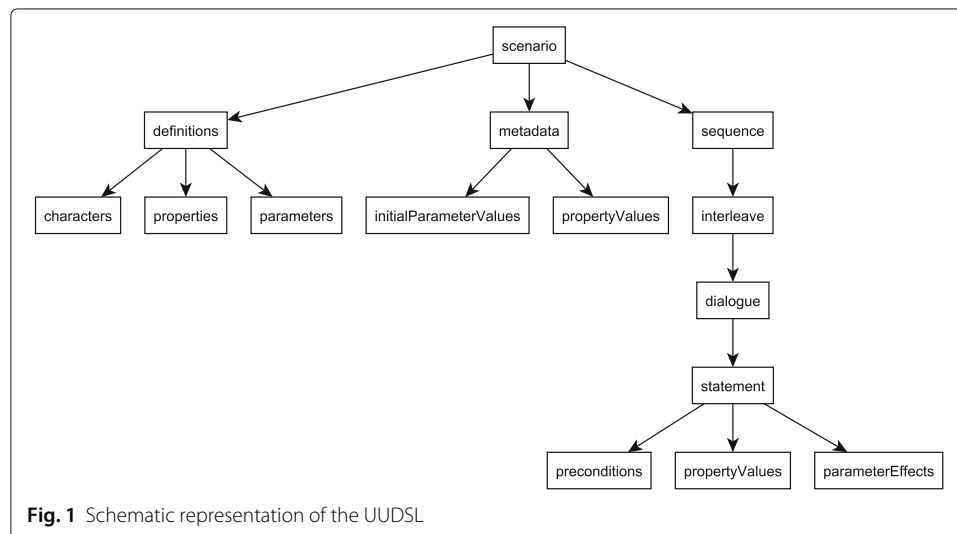 scenario
definitions
metadata
sequence
characters
properties
parameters
initialParameterValues
propertyValues
interleave
dialogue
statement
preconditions
propertyValues
parameterEffects
Fig. 1 Schematic representation of the UUDSL